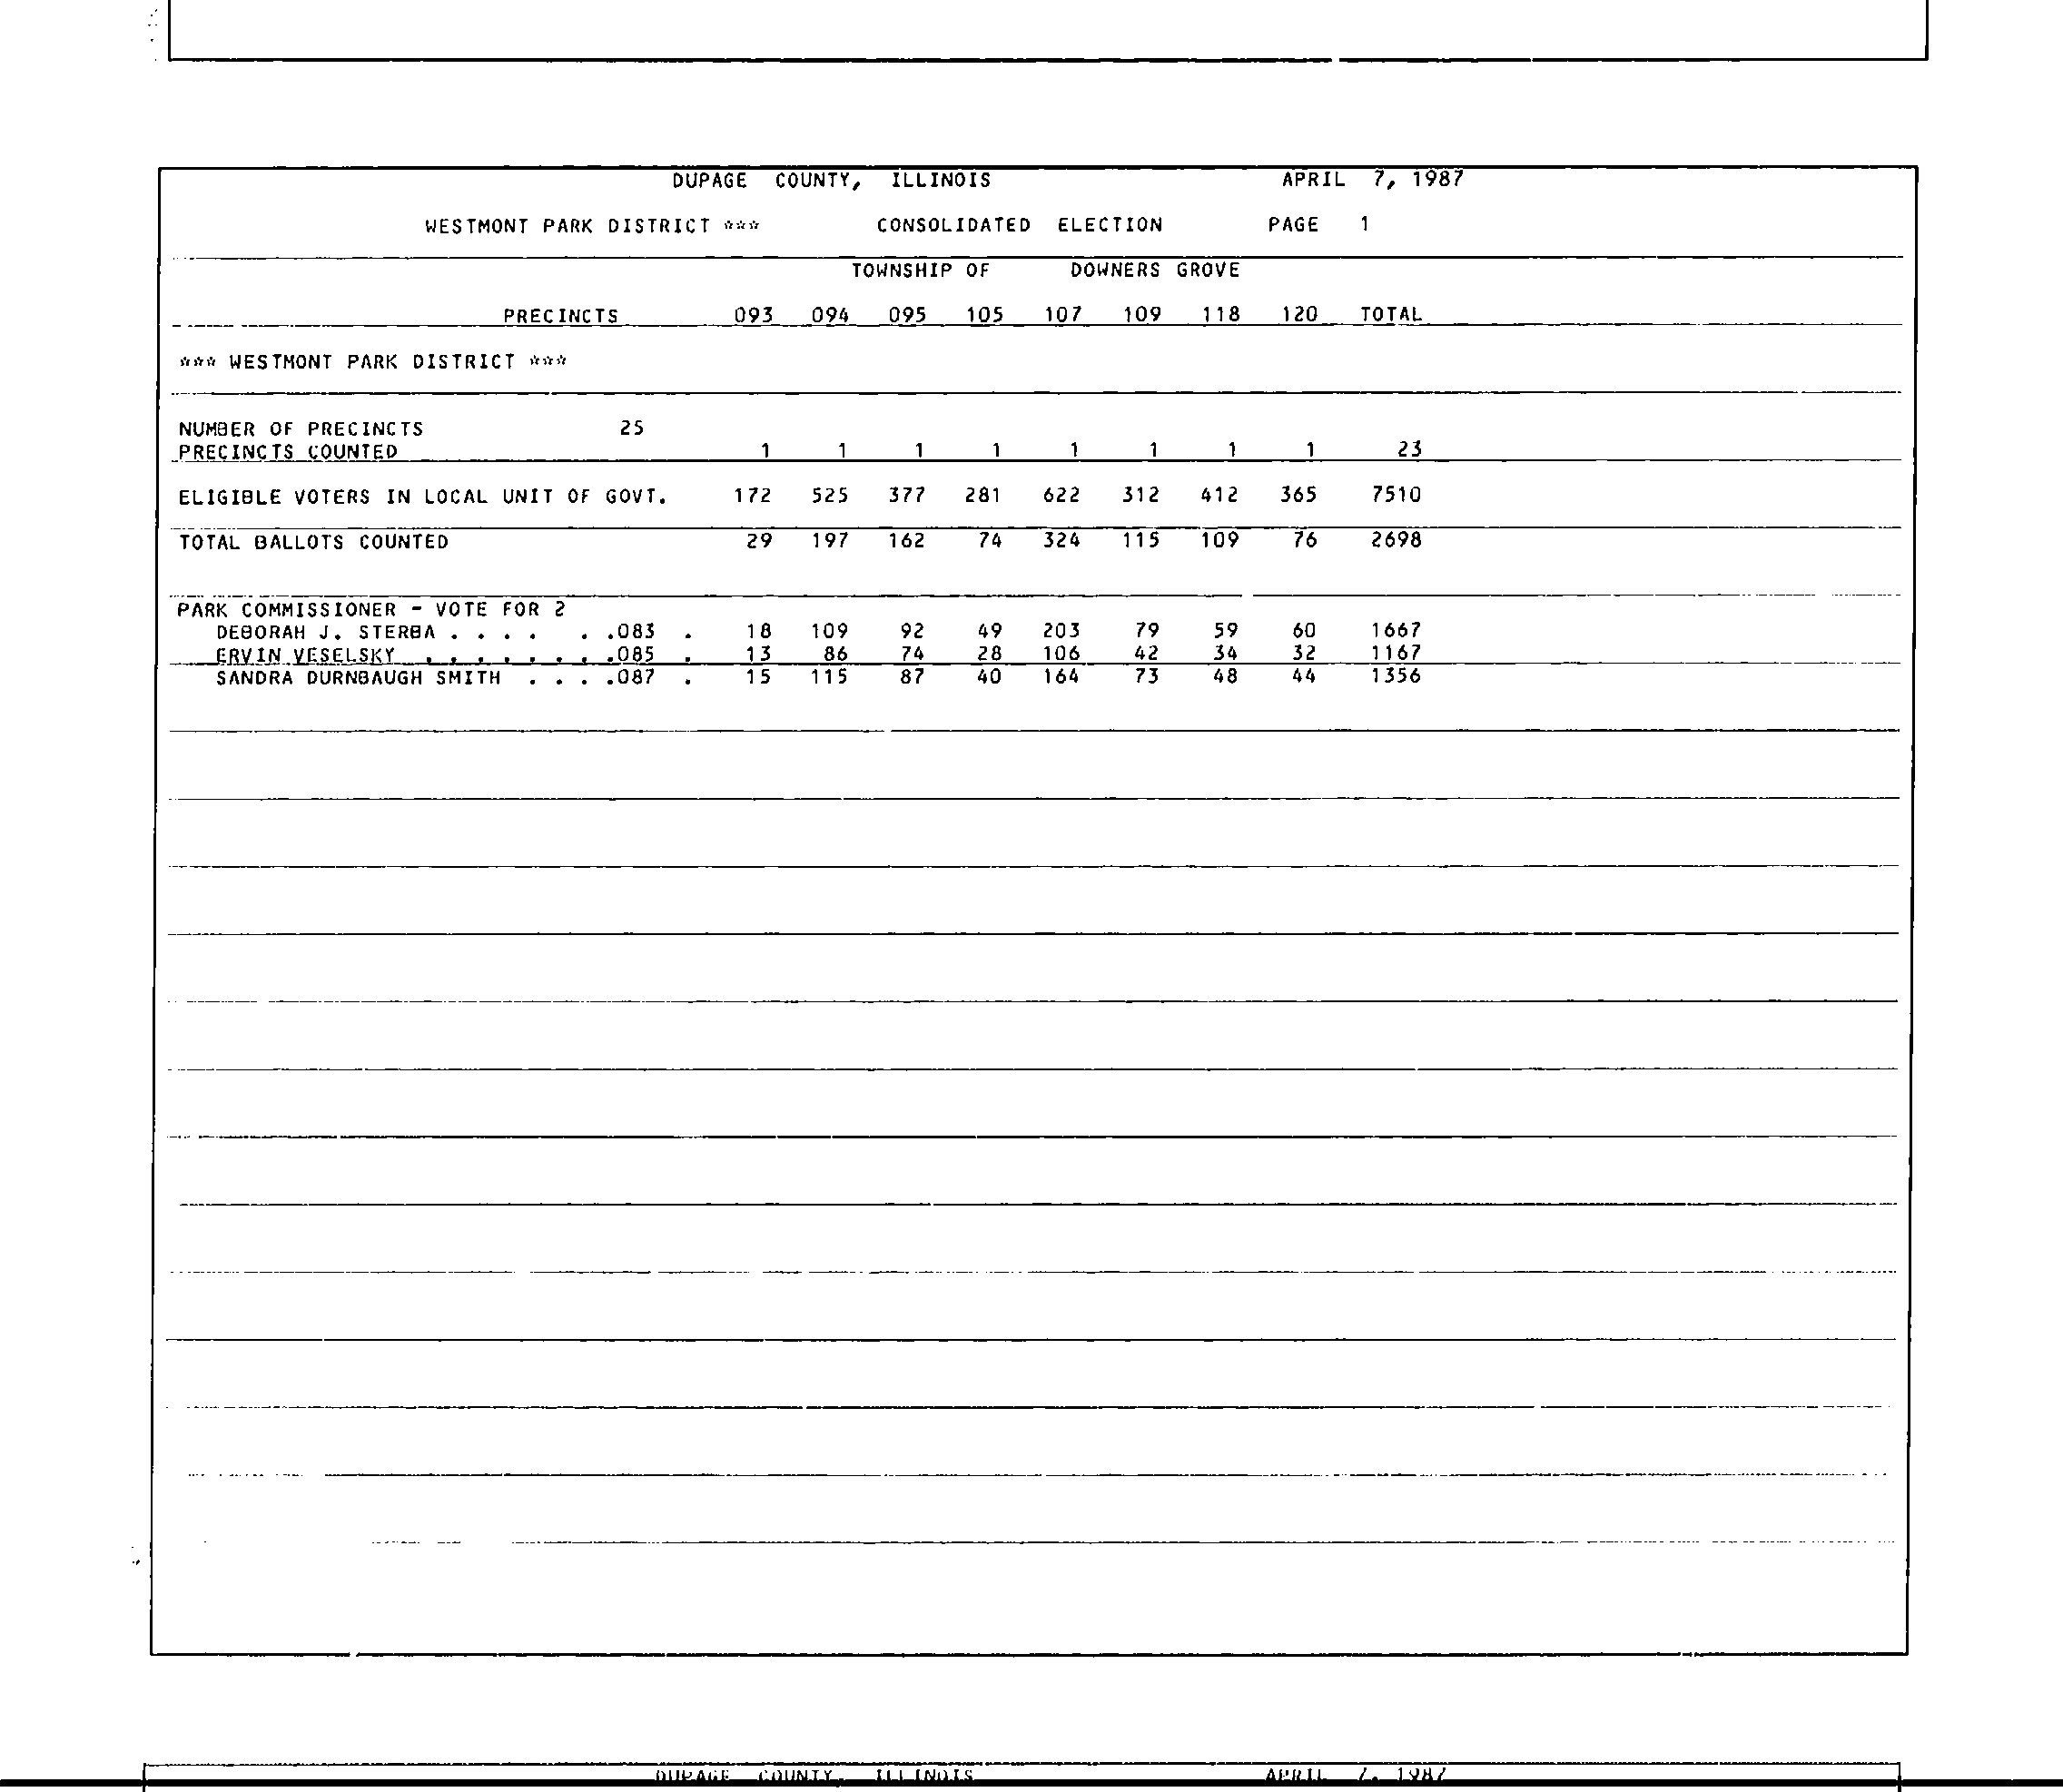 DUPAGE COUNTY, ILLINOIS APRIL 7, 1987
WESTMONT PARK DISTRICT *** CONSOLIDATED ELECTION PAGE 1
TOWNSHIP OF DOWNERS GROVE
PRECINCTS 093 094 095 105 107 109 118 120 TOTAL
*** WESTMONT PARK DISTRICT ***
NUMBER OF PRECINCTS 25
PRECINCTS COUNTED 1 1 1 1 1 1 1 1 23
ELIGIBLE VOTERS IN LOCAL UNIT OF GOVT. 172 525 377 281 622 312 412 365 7510
TOTAL BALLOTS COUNTED 29 197 162 74 324 115 109 76 2698
PARK COMMISSIONER - VOTE FOR 2
DEBORAH J. STERBA . . . . . .083 . 18 109 92 49 203 79 59 60 1667
ERVIN VESELSKY . . . . . . . .085 . 13 86 74 28 106 42 34 32 1167
SANDRA DURNBAUGH SMITH . . . .087 . 15 115 87 40 164 73 48 44 1356
DUPAGE COUNTY, ILLINOIS APRIL 7, 1987